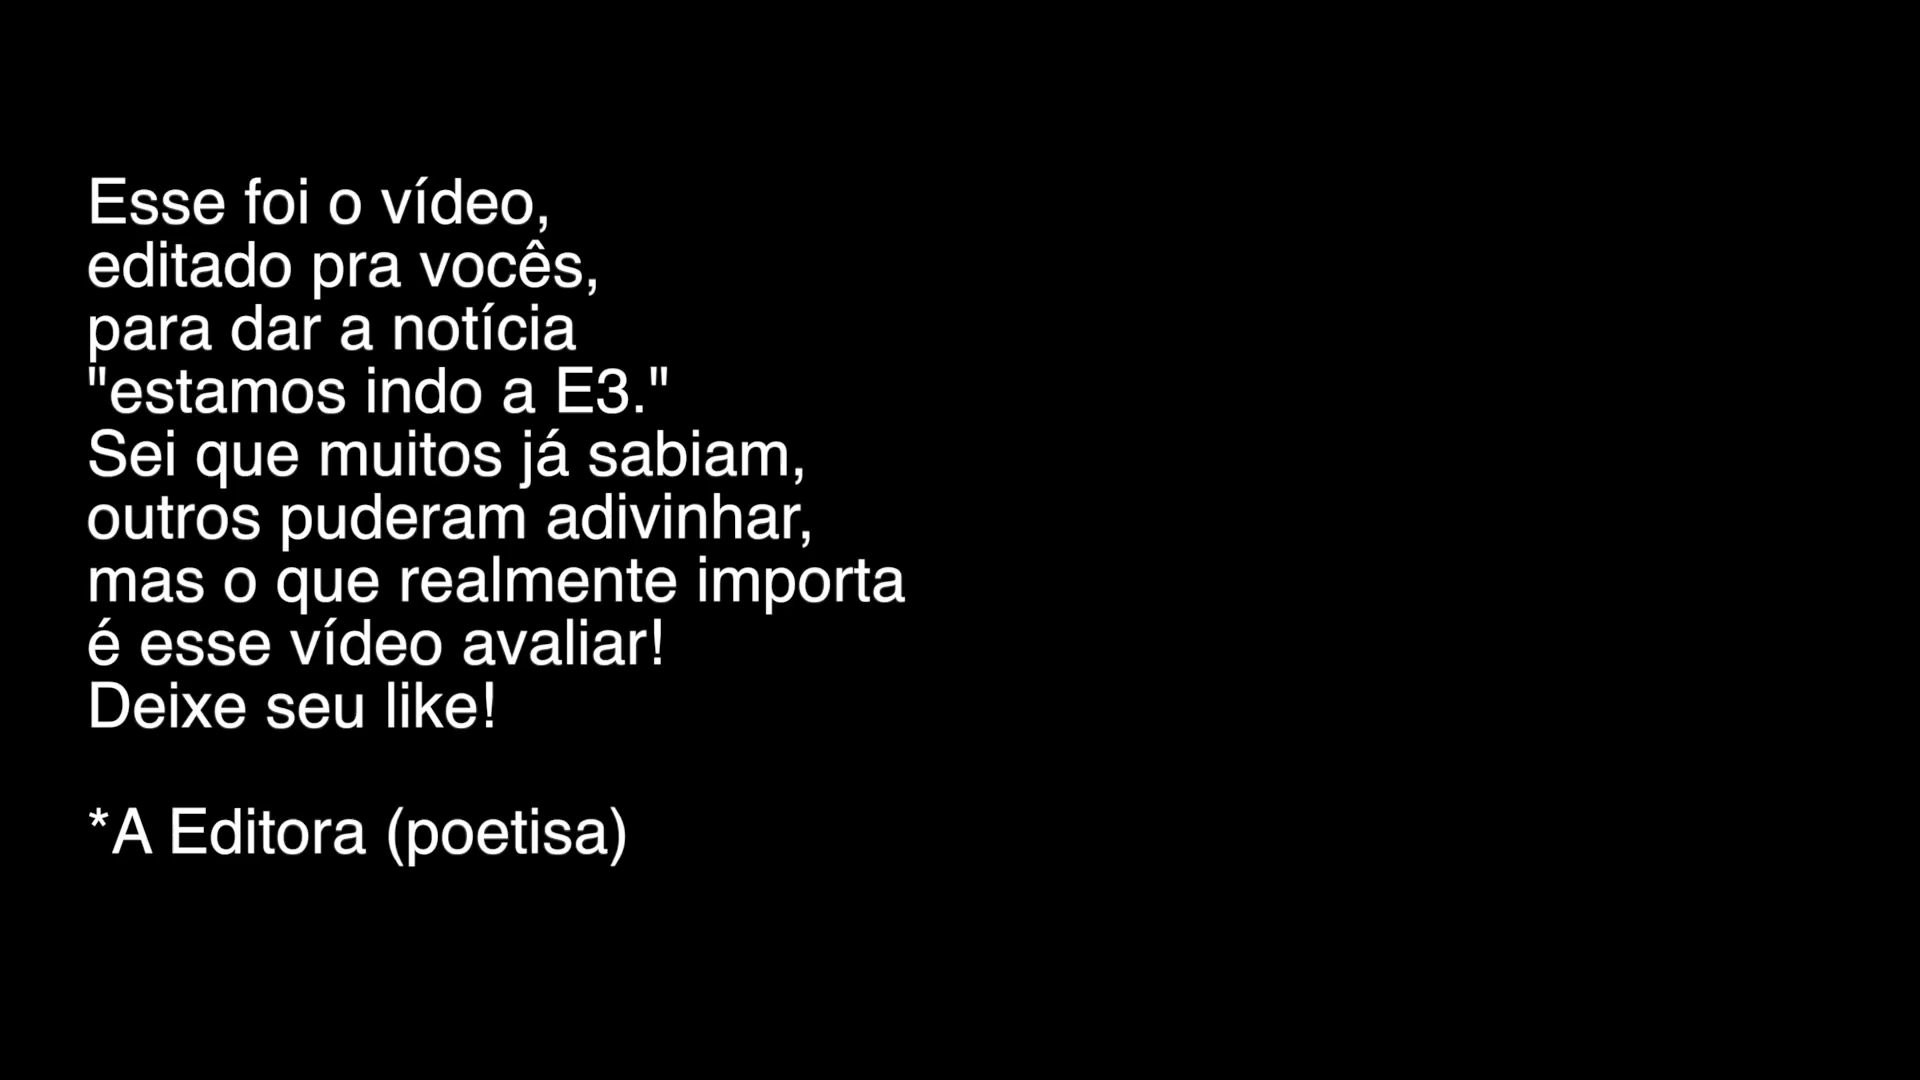 Esse foi o vídeo,
editado pra vocês,
para dar a notícia
"estamos indo a E3."
Sei que muitos já sabiam,
outros puderam adivinhar,
mas o que realmente importa
é esse vídeo avaliar!
Deixe seu like!
*A Editora (poetisa)